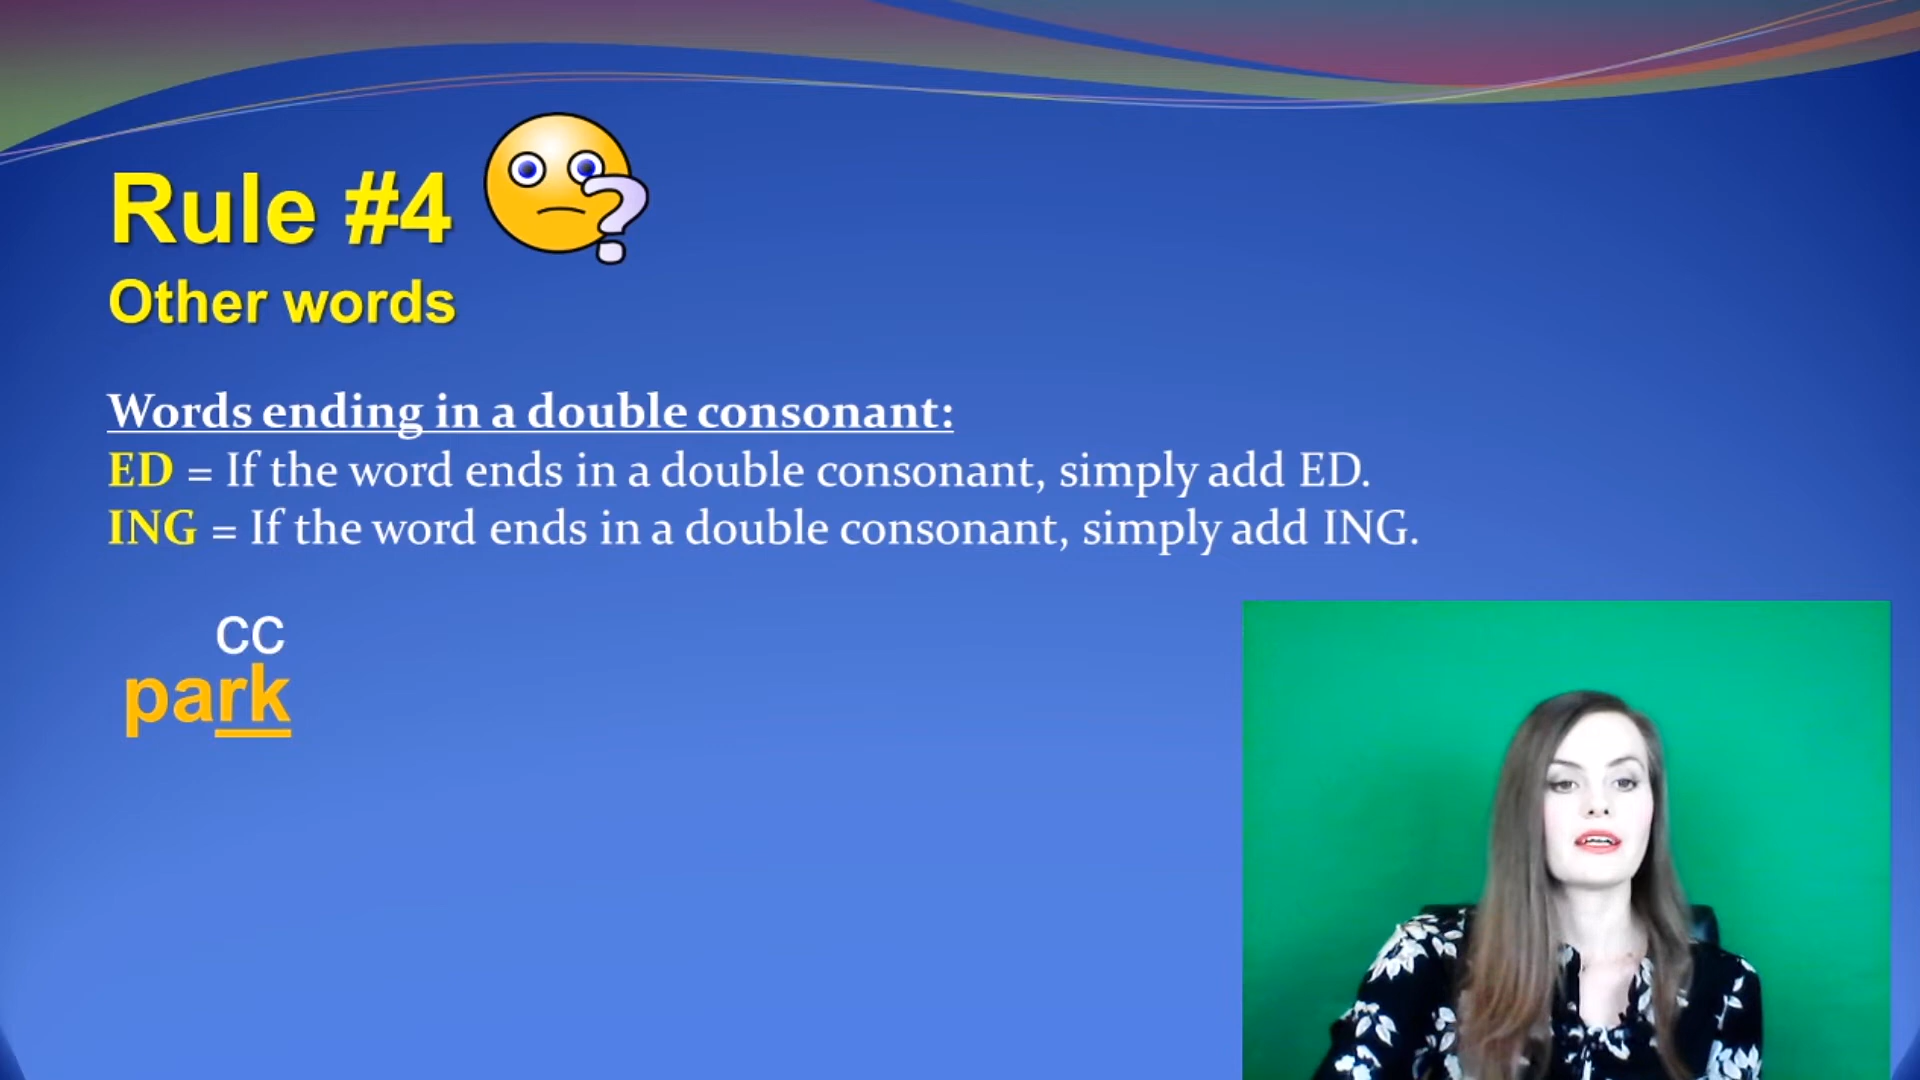 Rule #4
Other words
Words ending in a double consonant:
ED = If the word ends in a double consonant, simply add ED.
ING = If the word ends in a double consonant, simply add ING.
CC
park